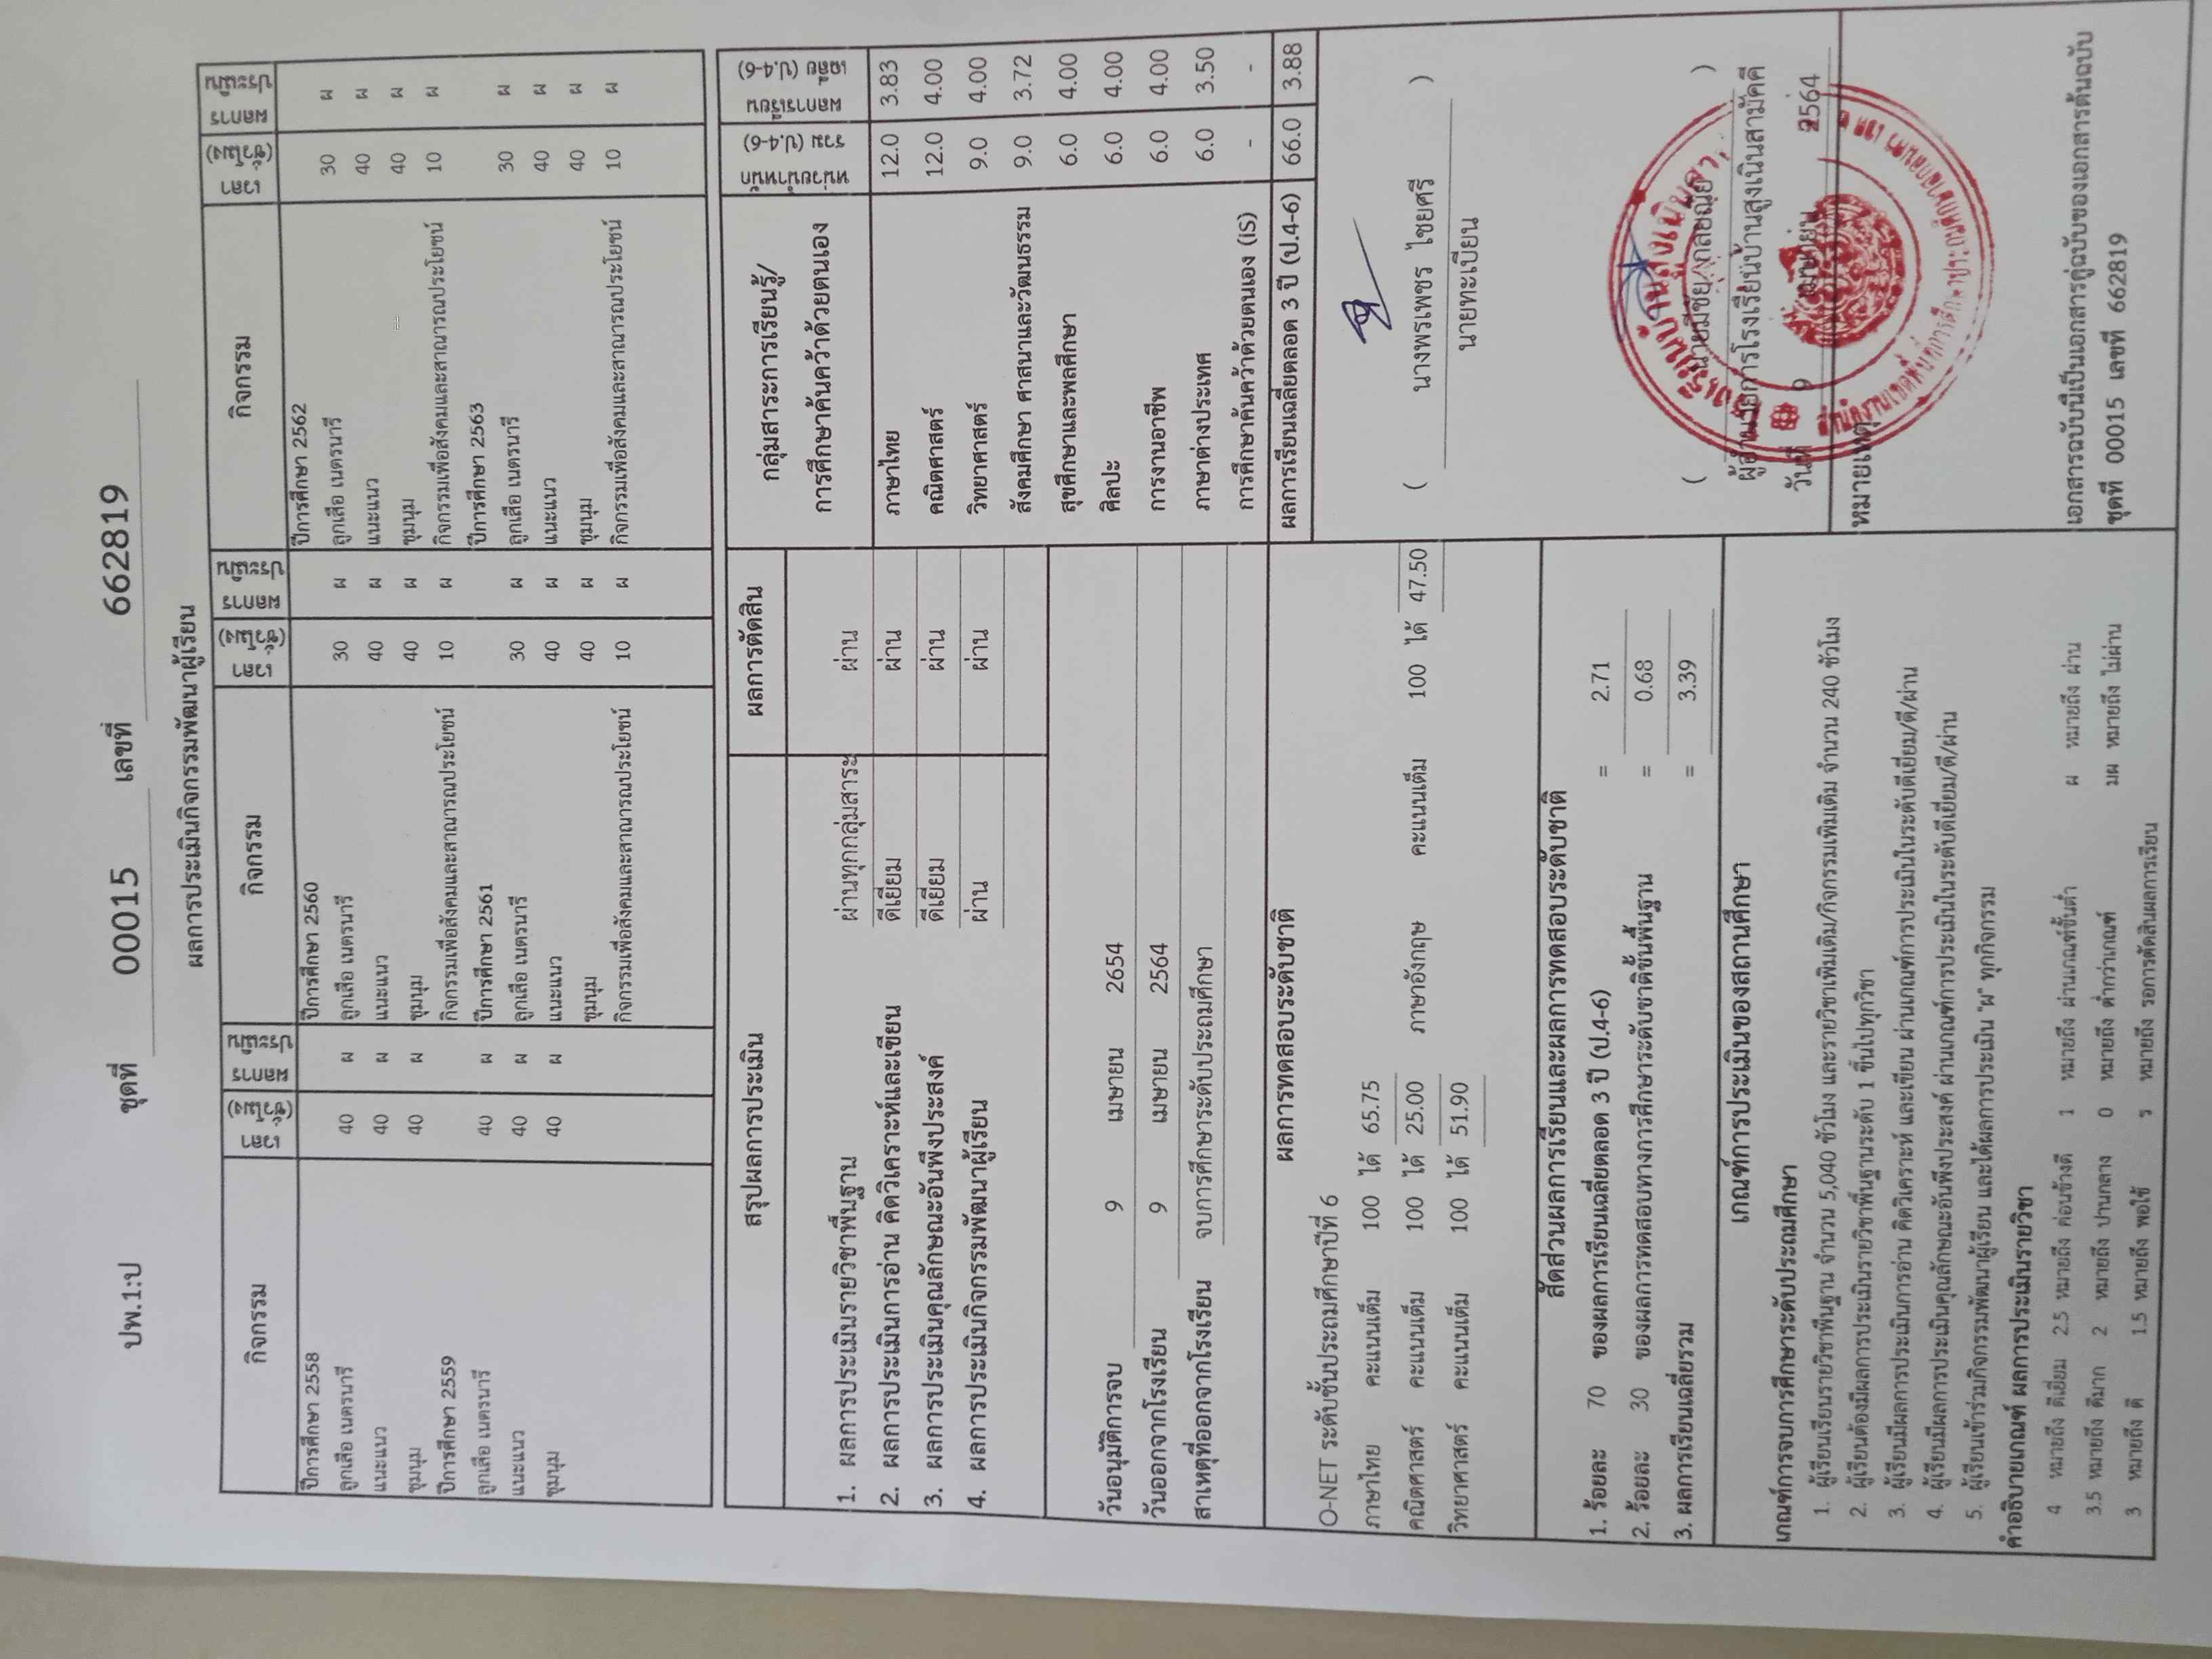 ปพ.1:ป ชุดที่ 00015 เลขที่ 662819
ผลการประเมินกิจกรรมพัฒนาผู้เรียน
กิจกรรม เวลา (ชั่วโมง) ผลการประเมิน กิจกรรม เวลา (ชั่วโมง) ผลการประเมิน กิจกรรม เวลา (ชั่วโมง) ผลการประเมิน
ปีการศึกษา 2558 ปีการศึกษา 2560 ปีการศึกษา 2562
ลูกเสือ เนตรนารี 40 ผ ลูกเสือ เนตรนารี 30 ผ ลูกเสือ เนตรนารี 30 ผ
แนะแนว 40 ผ แนะแนว 40 ผ แนะแนว 40 ผ
ชุมนุม 40 ผ ชุมนุม 40 ผ ชุมนุม 40 ผ
ปีการศึกษา 2559 กิจกรรมเพื่อสังคมและสาณารณประโยชน์ 10 ผ กิจกรรมเพื่อสังคมและสาณารณประโยชน์ 10 ผ
ลูกเสือ เนตรนารี 40 ผ ปีการศึกษา 2561 ปีการศึกษา 2563
แนะแนว 40 ผ ลูกเสือ เนตรนารี 30 ผ ลูกเสือ เนตรนารี 30 ผ
ชุมนุม 40 ผ แนะแนว 40 ผ แนะแนว 40 ผ
ชุมนุม 40 ผ ชุมนุม 40 ผ
กิจกรรมเพื่อสังคมและสาณารณประโยชน์ 10 ผ กิจกรรมเพื่อสังคมและสาณารณประโยชน์ 10 ผ
สรุปผลการประเมิน ผลการตัดสิน
1. ผลการประเมินรายวิชาพื้นฐาน ผ่านทุกกลุ่มสาระ ผ่าน
2. ผลการประเมินการอ่าน คิดวิเคราะห์และเขียน ดีเยี่ยม ผ่าน
3. ผลการประเมินคุณลักษณะอันพึงประสงค์ ดีเยี่ยม ผ่าน
4. ผลการประเมินกิจกรรมพัฒนาผู้เรียน ผ่าน ผ่าน
วันอนุมัติการจบ 9 เมษายน 2654
วันออกจากโรงเรียน 9 เมษายน 2564
สาเหตุที่ออกจากโรงเรียน จบการศึกษาระดับประถมศึกษา
กลุ่มสาระการเรียนรู้/
การศึกษาค้นคว้าด้วยตนเอง
หน่วยน้ำหนัก
รวม (ป.4-6)
ผลการเรียน
เฉลี่ย (ป.4-6)
ภาษาไทย 12.0 3.83
คณิตศาสตร์ 12.0 4.00
วิทยาศาสตร์ 9.0 4.00
สังคมศึกษา ศาสนาและวัฒนธรรม 9.0 3.72
สุขศึกษาและพลศึกษา 6.0 4.00
ศิลปะ 6.0 4.00
การงานอาชีพ 6.0 4.00
ภาษาต่างประเทศ 6.0 3.50
การศึกษาค้นคว้าด้วยตนเอง (IS) - -
ผลการเรียนเฉลี่ยตลอด 3 ปี (ป.4-6) 66.0 3.88
ผลการทดสอบระดับชาติ
O-NET ระดับชั้นประถมศึกษาปีที่ 6
ภาษาไทย คะแนนเต็ม 100 ได้ 65.75
คณิตศาสตร์ คะแนนเต็ม 100 ได้ 25.00 ภาษาอังกฤษ คะแนนเต็ม 100 ได้ 47.50
วิทยาศาสตร์ คะแนนเต็ม 100 ได้ 51.90
สัดส่วนผลการเรียนและผลการทดสอบระดับชาติ
1. ร้อยละ 70 ของผลการเรียนเฉลี่ยตลอด 3 ปี (ป.4-6) = 2.71
2. ร้อยละ 30 ของผลการทดสอบทางการศึกษาระดับชาติขั้นพื้นฐาน = 0.68
3. ผลการเรียนเฉลี่ยรวม = 3.39
( นางพรเพชร ไชยศรี )
นายทะเบียน
( )
ผู้อำนวยการโรงเรียนบ้านสูงเนินสามัคคี
วันที่ 9 เมษายน 2564
เกณฑ์การประเมินของสถานศึกษา
เกณฑ์การจบการศึกษาระดับประถมศึกษา
1. ผู้เรียนเรียนรายวิชาพื้นฐาน จำนวน 5,040 ชั่วโมง และรายวิชาเพิ่มเติม/กิจกรรมเพิ่มเติม จำนวน 240 ชั่วโมง
2. ผู้เรียนต้องมีผลการประเมินรายวิชาพื้นฐานระดับ 1 ขึ้นไปทุกวิชา
3. ผู้เรียนมีผลการประเมินการอ่าน คิดวิเคราะห์ และเขียน ผ่านเกณฑ์การประเมินในระดับดีเยี่ยม/ดี/ผ่าน
4. ผู้เรียนมีผลการประเมินคุณลักษณะอันพึงประสงค์ ผ่านเกณฑ์การประเมินในระดับดีเยี่ยม/ดี/ผ่าน
5. ผู้เรียนเข้าร่วมกิจกรรมพัฒนาผู้เรียน และได้ผลการประเมิน "ผ" ทุกกิจกรรม
คำอธิบายเกณฑ์ ผลการประเมินรายวิชา
4 หมายถึง ดีเยี่ยม 2.5 หมายถึง ค่อนข้างดี 1 หมายถึง ผ่านเกณฑ์ขั้นต่ำ ผ หมายถึง ผ่าน
3.5 หมายถึง ดีมาก 2 หมายถึง ปานกลาง 0 หมายถึง ต่ำกว่าเกณฑ์ มผ หมายถึง ไม่ผ่าน
3 หมายถึง ดี 1.5 หมายถึง พอใช้ ร หมายถึง รอการตัดสินผลการเรียน
หมายเหตุ
เอกสารฉบับนี้เป็นเอกสารคู่ฉบับของเอกสารต้นฉบับ
ชุดที่ 00015 เลขที่ 662819